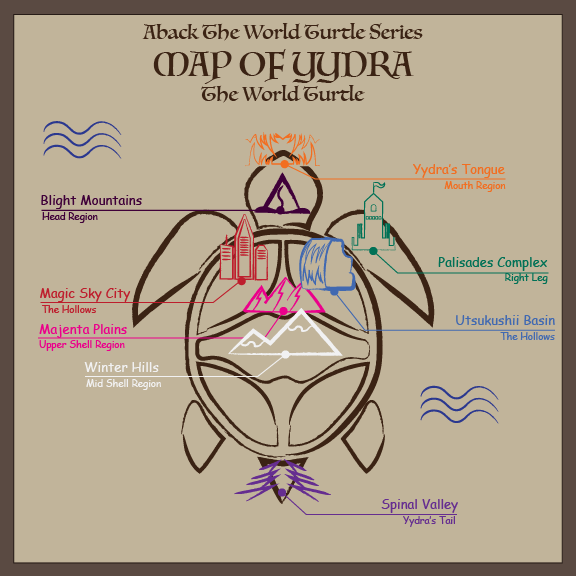 Aback The World Turtle Series
MAP OF YYDRA
The World Turtle
Yydra's Tongue
Mouth Region
Blight Mountains
Head Region
Palisades Complex
Right Leg
Magic Sky City
The Hollows
Utsukushii Basin
The Hollows
Majenta Plains
Upper Shell Region
Winter Hills
Mid Shell Region
Spinal Valley
Yydra's Tail